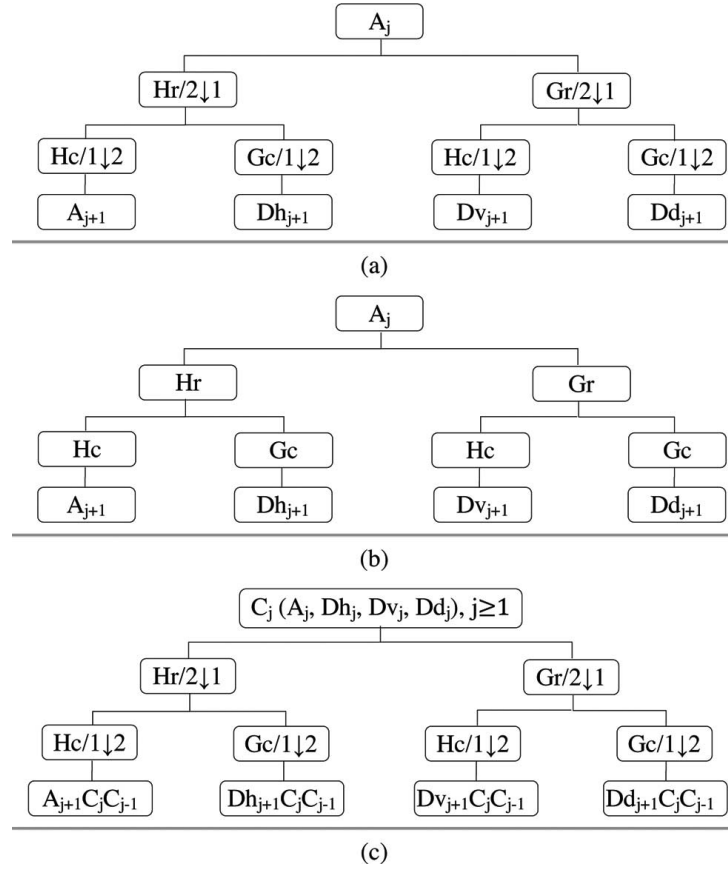 Aj
Hr/2↓1 Gr/2↓1
Hc/1↓2 Gc/1↓2 Hc/1↓2 Gc/1↓2
Aj+1 Dhj+1 Dvj+1 Ddj+1
(a)
Aj
Hr Gr
Hc Gc Hc Gc
Aj+1 Dhj+1 Dvj+1 Ddj+1
(b)
Cj (Aj, Dhj, Dvj, Ddj), j≥1
Hr/2↓1 Gr/2↓1
Hc/1↓2 Gc/1↓2 Hc/1↓2 Gc/1↓2
Aj+1CjCj-1 Dhj+1CjCj-1 Dvj+1CjCj-1 Ddj+1CjCj-1
(c)